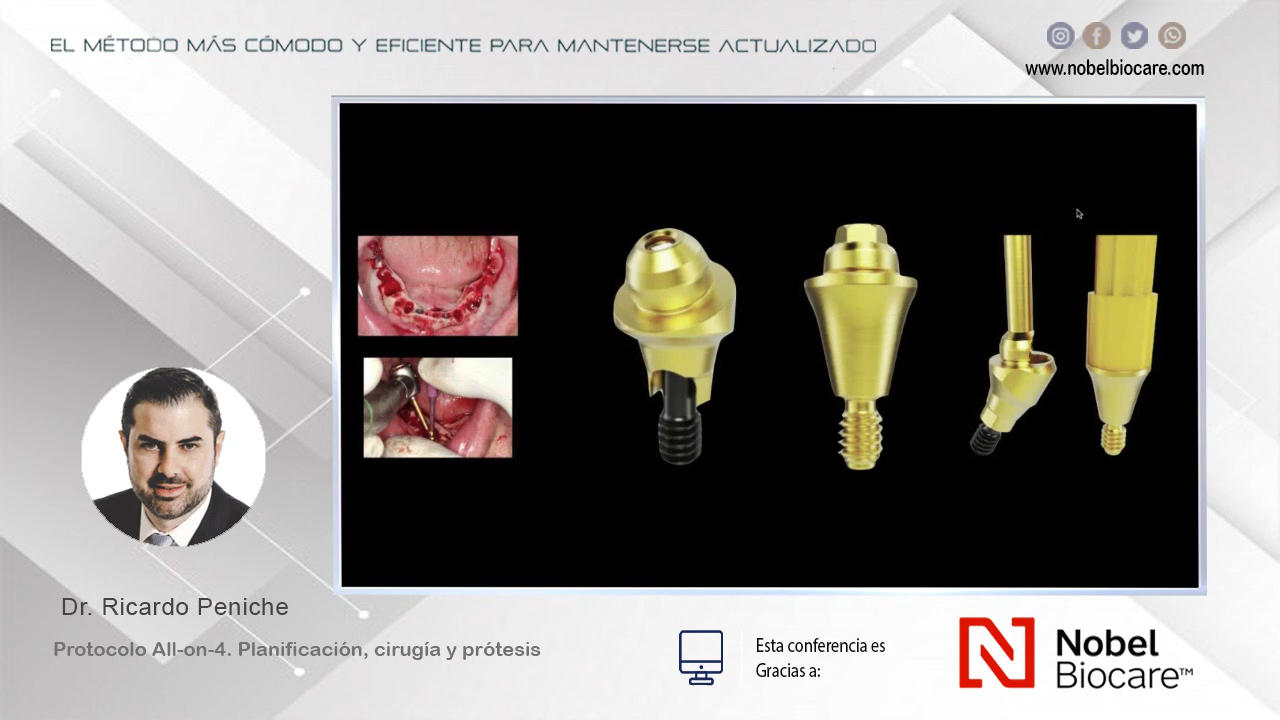 EL MÉTODO MÁS CÓMODO Y EFICIENTE PARA MANTENERSE ACTUALIZADO
www.nobelbiocare.com
Dr. Ricardo Peniche
Protocolo All-on-4. Planificación, cirugía y prótesis
Esta conferencia es
Gracias a:
Nobel
Biocare™